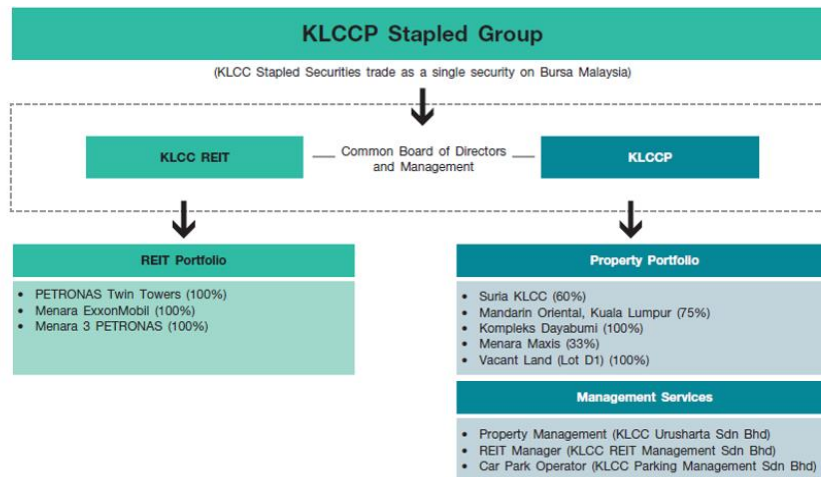 KLCCP Stapled Group
(KLCC Stapled Securities trade as a single security on Bursa Malaysia)
KLCC REIT
Common Board of Directors
and Management
KLCCP
REIT Portfolio
• PETRONAS Twin Towers (100%)
• Menara ExxonMobil (100%)
• Menara 3 PETRONAS (100%)
Property Portfolio
• Suria KLCC (60%)
• Mandarin Oriental, Kuala Lumpur (75%)
• Kompleks Dayabumi (100%)
• Menara Maxis (33%)
• Vacant Land (Lot D1) (100%)
Management Services
• Property Management (KLCC Urusharta Sdn Bhd)
• REIT Manager (KLCC REIT Management Sdn Bhd)
• Car Park Operator (KLCC Parking Management Sdn Bhd)